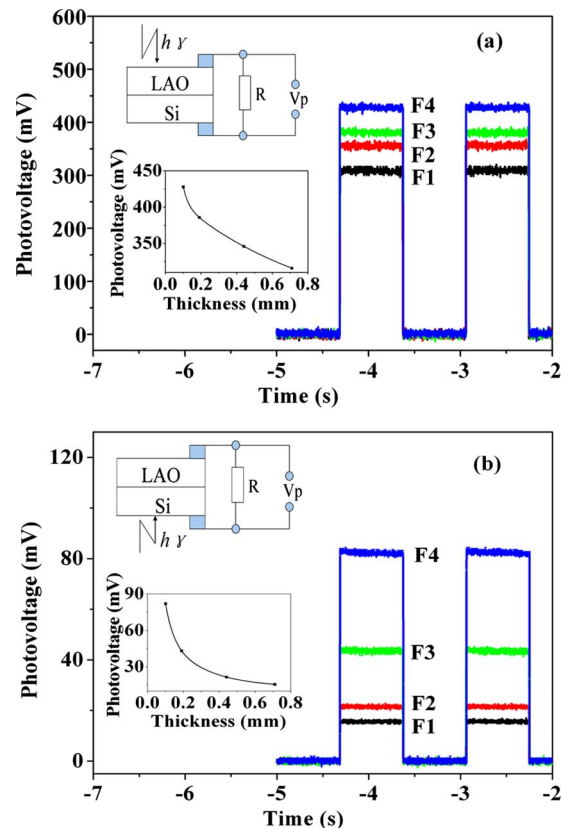 (a)
Photovoltage (mV)
600
500
400
300
200
100
0
-7
-6
-5
-4
-3
-2
Time (s)
h γ
LAO
Si
R
Vp
F4
F3
F2
F1
Photovoltage (mV)
450
400
350
0.0
0.2
0.4
0.6
0.8
Thickness (mm)
(b)
Photovoltage (mV)
120
80
40
0
-7
-6
-5
-4
-3
-2
Time (s)
LAO
Si
h γ
R
Vp
F4
F3
F2
F1
Photovoltage (mV)
90
60
30
0.0
0.2
0.4
0.6
0.8
Thickness (mm)